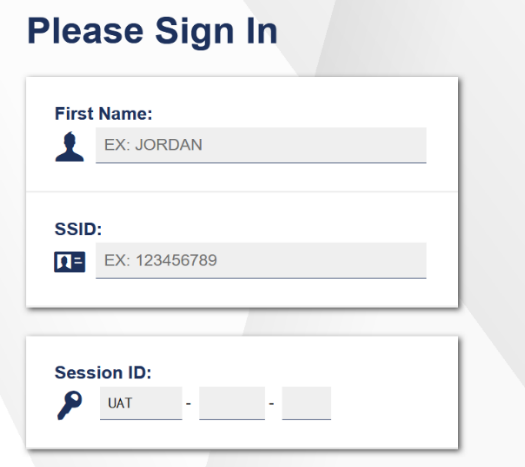 Please Sign In
First Name:
EX: JORDAN
SSID:
EX: 123456789
Session ID:
UAT - -